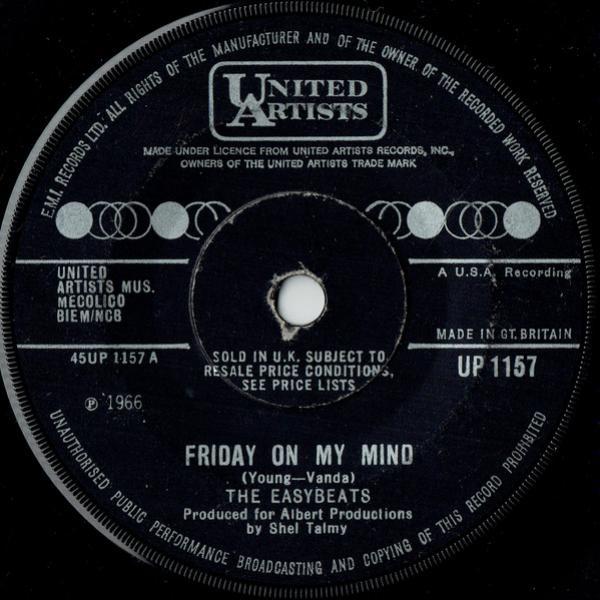 E.M.I. RECORDS LTD. ALL RIGHTS OF THE MANUFACTURER AND OF THE OWNER OF THE RECORDED WORK RESERVED
UNITED
ARTISTS
MADE UNDER LICENCE FROM UNITED ARTISTS RECORDS, INC.,
OWNERS OF THE UNITED ARTISTS TRADE MARK
UNITED
ARTISTS MUS.
MECOLICO
BIEM/NCB
A U.S.A. Recording
MADE IN GT. BRITAIN
45UP 1157 A
UP 1157
SOLD IN U.K. SUBJECT TO
RESALE PRICE CONDITIONS,
SEE PRICE LISTS
℗ 1966
FRIDAY ON MY MIND
(Young—Vanda)
THE EASYBEATS
Produced for Albert Productions
by Shel Talmy
UNAUTHORISED PUBLIC PERFORMANCE BROADCASTING AND COPYING OF THIS RECORD PROHIBITED